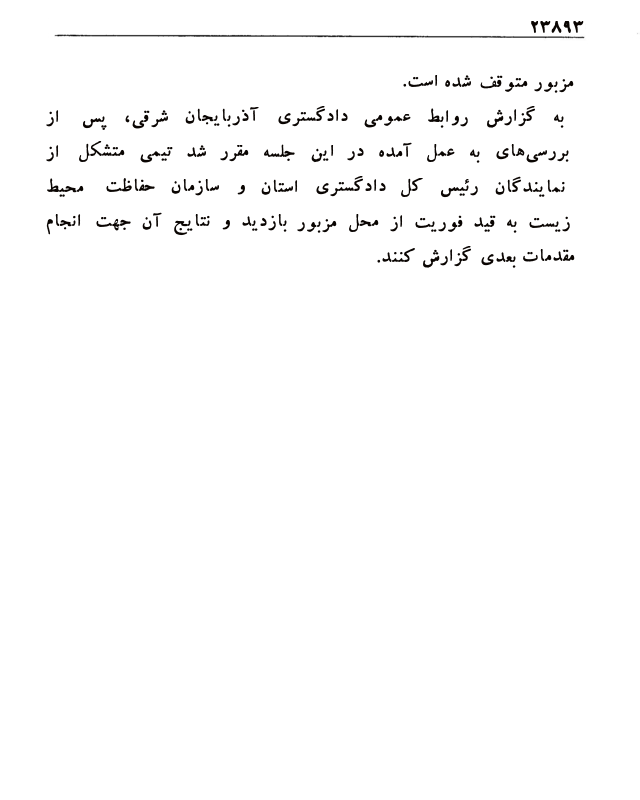 ۲۳۸۹۳
مزبور متوقف شده است.
به گزارش روابط عمومی دادگستری آذربایجان شرقی، پس از
بررسی‌های به عمل آمده در این جلسه مقرر شد تیمی متشکل از
نمایندگان رئیس کل دادگستری استان و سازمان حفاظت محیط
زیست به قید فوریت از محل مزبور بازدید و نتایج آن جهت انجام
مقدمات بعدی گزارش کنند.